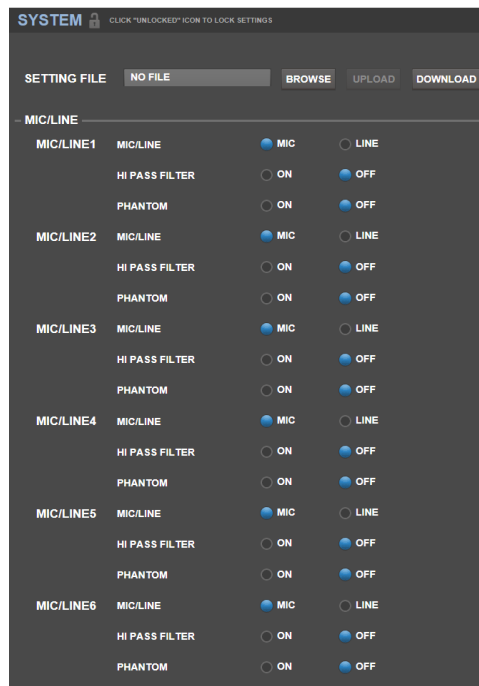 SYSTEM CLICK "UNLOCKED" ICON TO LOCK SETTINGS
SETTING FILE NO FILE BROWSE UPLOAD DOWNLOAD
MIC/LINE
MIC/LINE1 MIC/LINE MIC LINE
HI PASS FILTER ON OFF
PHANTOM ON OFF
MIC/LINE2 MIC/LINE MIC LINE
HI PASS FILTER ON OFF
PHANTOM ON OFF
MIC/LINE3 MIC/LINE MIC LINE
HI PASS FILTER ON OFF
PHANTOM ON OFF
MIC/LINE4 MIC/LINE MIC LINE
HI PASS FILTER ON OFF
PHANTOM ON OFF
MIC/LINE5 MIC/LINE MIC LINE
HI PASS FILTER ON OFF
PHANTOM ON OFF
MIC/LINE6 MIC/LINE MIC LINE
HI PASS FILTER ON OFF
PHANTOM ON OFF